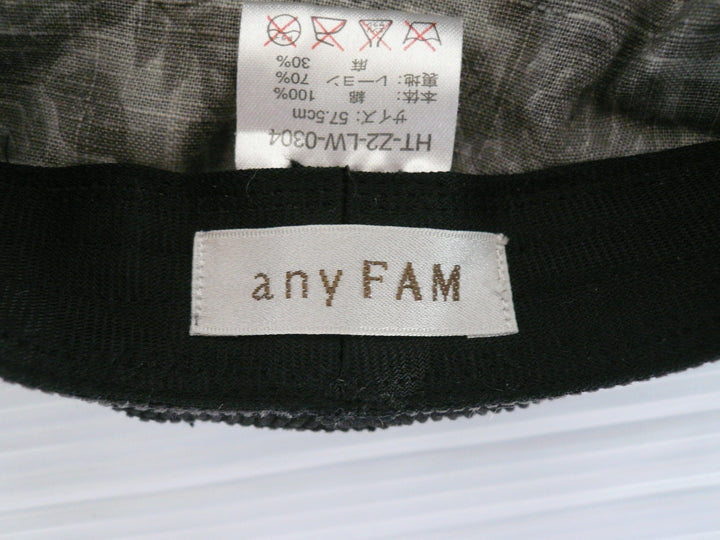 HT-Z2-LW-0304
サイズ：57.5cm
本体： 綿 100%
裏地：レーヨン 70%
麻 30%
any FAM